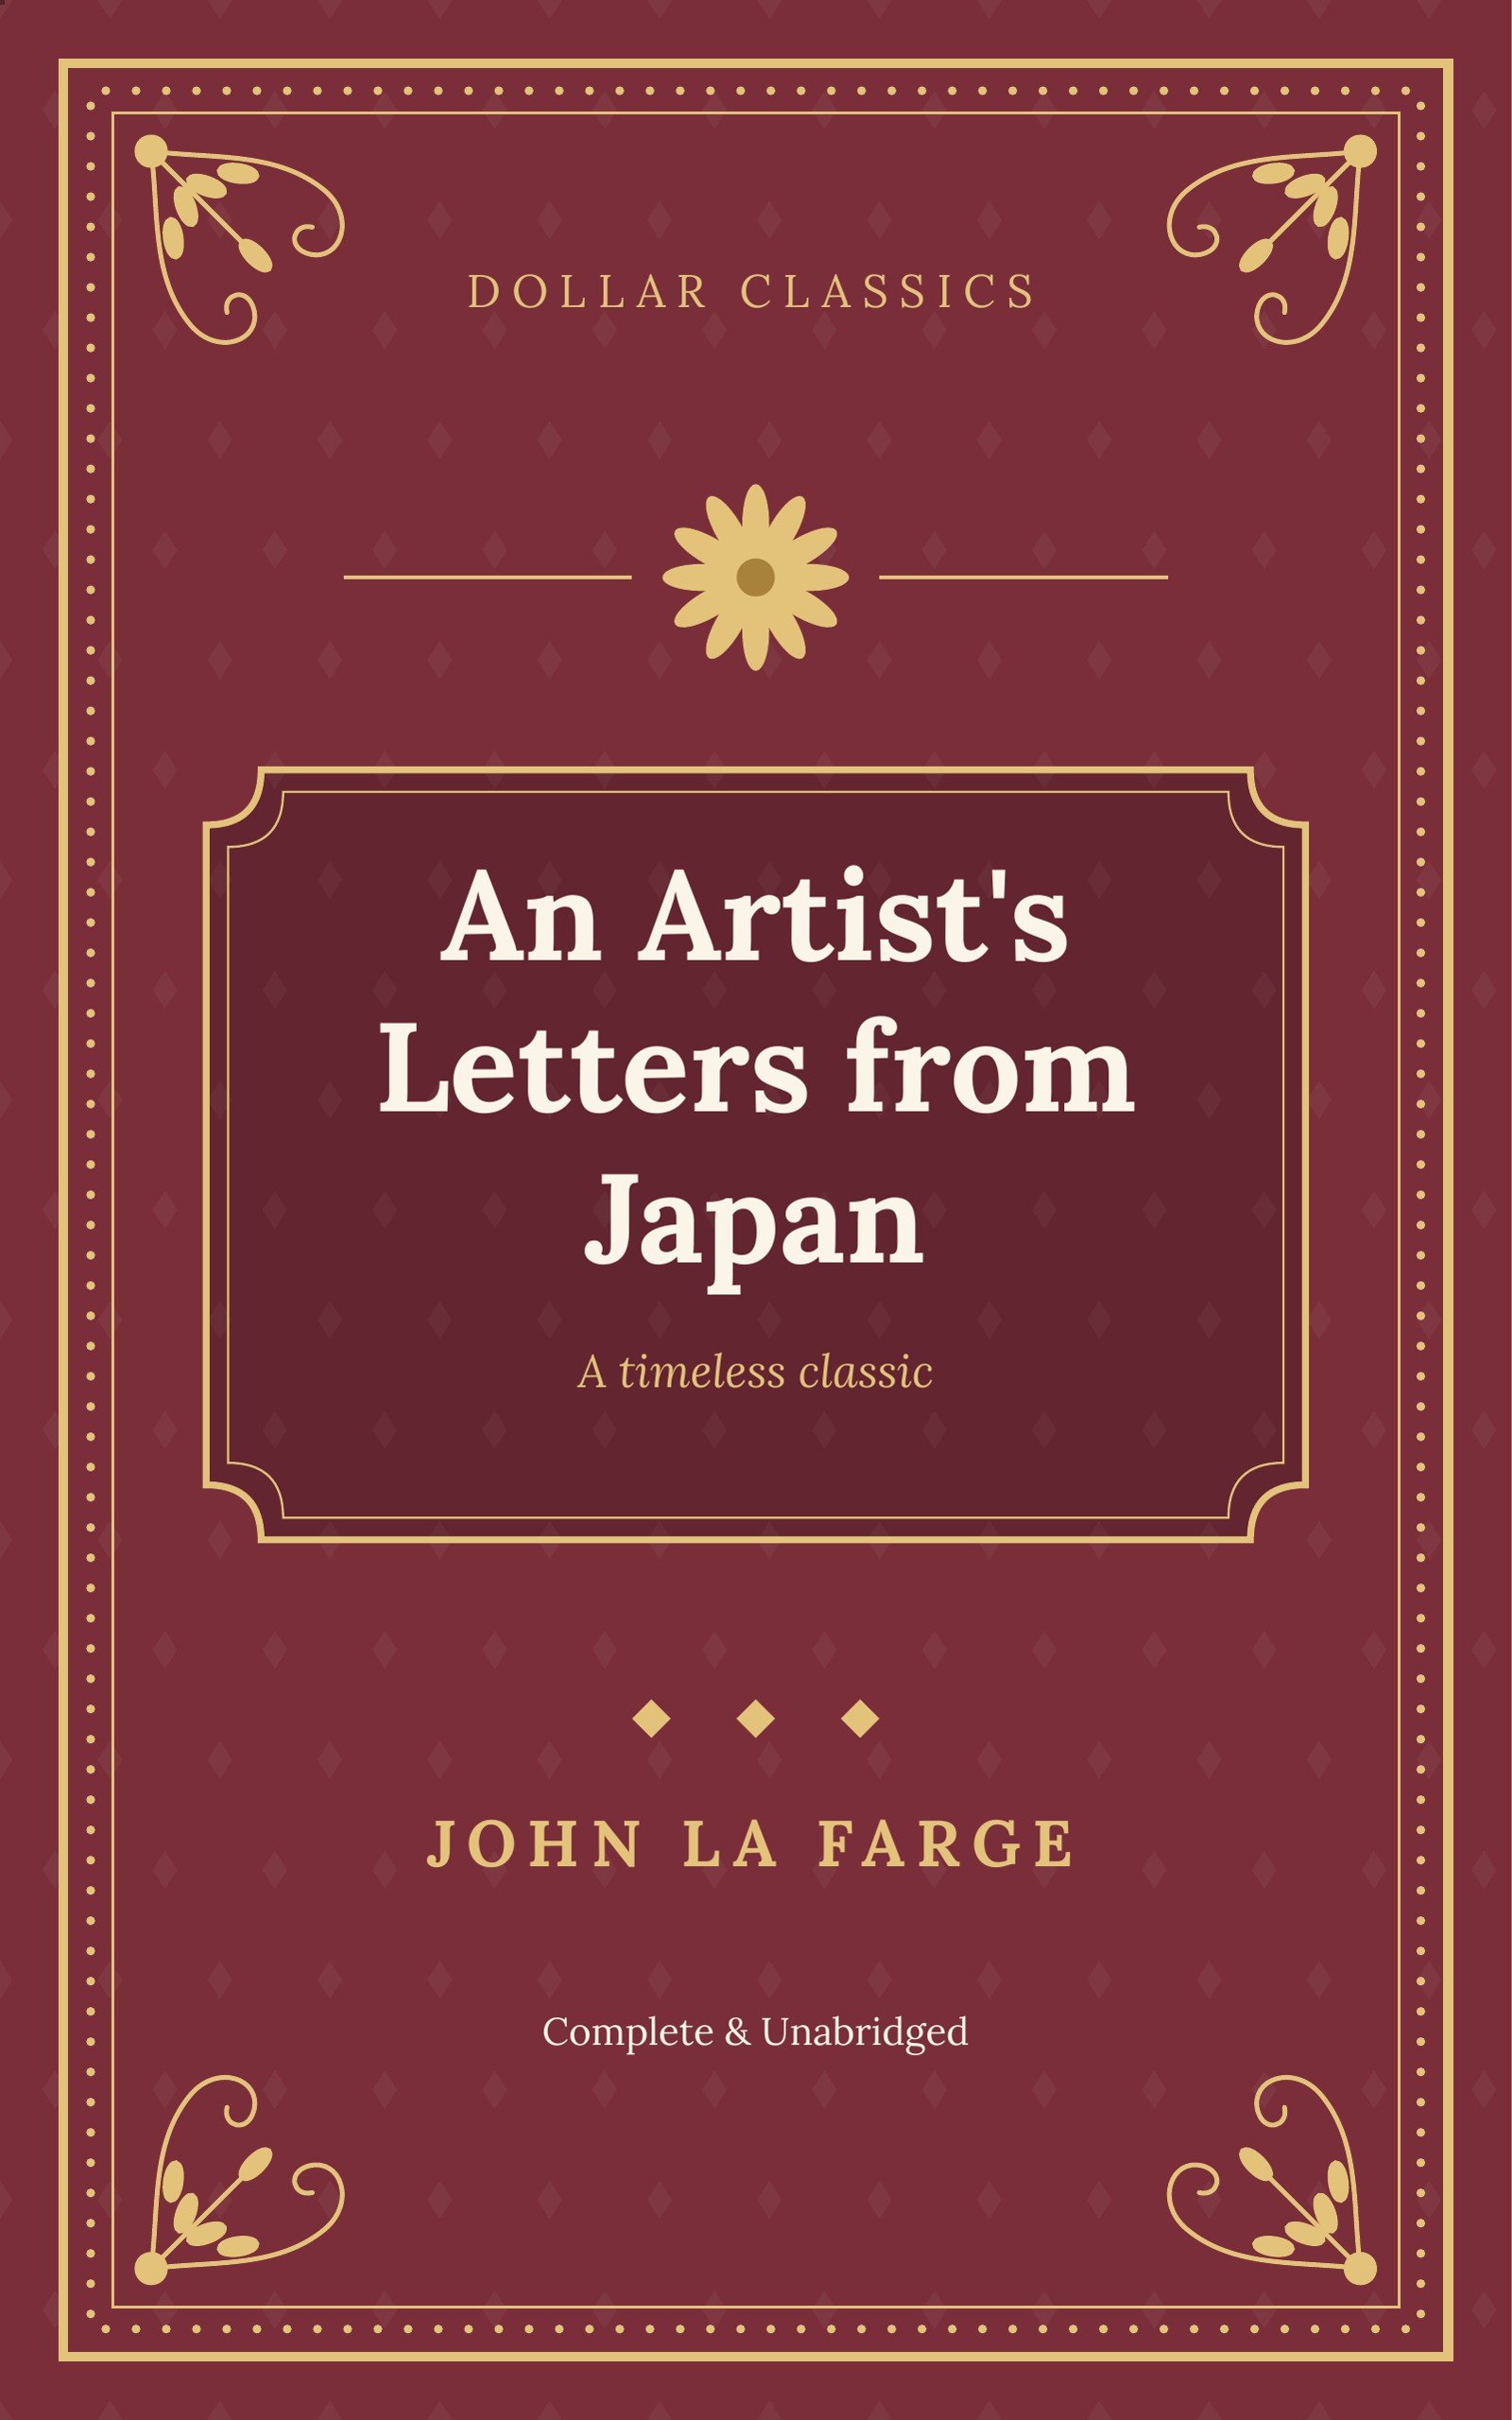 DOLLAR CLASSICS
An Artist's
Letters from
Japan
A timeless classic
JOHN LA FARGE
Complete & Unabridged